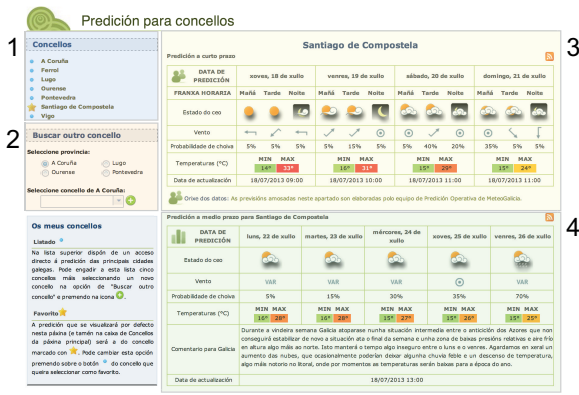 Predición para concellos
1
Concellos
A Coruña
Ferrol
Lugo
Ourense
Pontevedra
Santiago de Compostela
Vigo
2
Buscar outro concello
Seleccione provincia:
A Coruña Lugo
Ourense Pontevedra
Seleccione concello de A Coruña:
Os meus concellos
Listado
Na lista superior dispón de un acceso
directo á predición das principais cidades
galegas. Pode engadir a esta lista cinco
concellos máis seleccionando un novo
concello na opción de "Buscar outro
concello" e premendo na icona
Favorito
A predición que se visualizará por defecto
nesta páxina (e tamén na caixa de Concellos
da páxina principal) será a do concello
marcado con . Pode cambiar esta opción
premendo sobre o botón do concello que
queira seleccionar como favorito.
3
Santiago de Compostela
Predición a curto prazo
DATA DE PREDICIÓN xoves, 18 de xullo venres, 19 de xullo sábado, 20 de xullo domingo, 21 de xullo
FRANXA HORARIA Mañá Tarde Noite Mañá Tarde Noite Mañá Tarde Noite Mañá Tarde Noite
Estado do ceo
Vento
Probabilidade de choiva 5% 5% 5% 5% 15% 5% 5% 40% 20% 35% 5% 5%
Temperaturas (°C) MIN MAX MIN MAX MIN MAX MIN MAX
14° 33° 16° 31° 15° 29° 15° 24°
Data de actualización 18/07/2013 09:00 18/07/2013 10:00 18/07/2013 11:00 18/07/2013 11:00
Orixe dos datos: As previsións amosadas neste apartado son elaboradas polo equipo de Predición Operativa de MeteoGalicia.
4
Predición a medio prazo para Santiago de Compostela
DATA DE PREDICIÓN luns, 22 de xullo martes, 23 de xullo mércores, 24 de xullo xoves, 25 de xullo venres, 26 de xullo
Estado do ceo
Vento VAR VAR VAR VAR
Probabilidade de choiva 5% 15% 30% 35% 70%
Temperaturas (°C) MIN MAX MIN MAX MIN MAX MIN MAX MIN MAX
16° 28° 16° 28° 15° 27° 15° 26° 15° 25°
Comentario para Galicia
Durante a vindeira semana Galicia atoparase nunha situación intermedia entre o anticiclón dos Azores que non
conseguirá estabilizar de novo a situación ata o final da semana e unha zona de baixas presións relativas e aire frío
en altura algo máis ao norte. Isto manterá o tempo algo inseguro entre o luns e o venres. Agardamos en xeral un
aumento das nubes, que ocasionalmente poderían deixar algunha chuvia feble e un descenso de temperatura,
algo máis notorio no litoral, onde por momentos as temperaturas serán baixas para a época do ano.
Data de actualización 18/07/2013 13:00